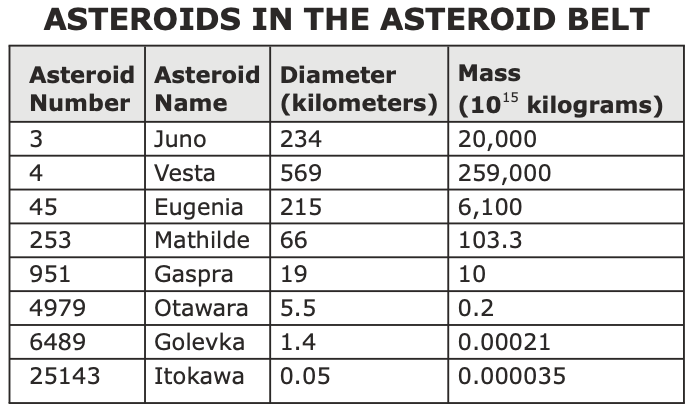 ASTEROIDS IN THE ASTEROID BELT
Asteroid Number Asteroid Name Diameter (kilometers) Mass (10¹⁵ kilograms)
3 Juno 234 20,000
4 Vesta 569 259,000
45 Eugenia 215 6,100
253 Mathilde 66 103.3
951 Gaspra 19 10
4979 Otawara 5.5 0.2
6489 Golevka 1.4 0.00021
25143 Itokawa 0.05 0.000035